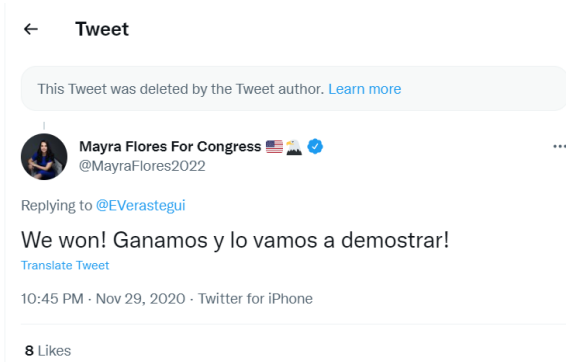 Tweet
This Tweet was deleted by the Tweet author. Learn more
Mayra Flores For Congress
@MayraFlores2022
Replying to @EVerastegui
We won! Ganamos y lo vamos a demostrar!
Translate Tweet
10:45 PM · Nov 29, 2020 · Twitter for iPhone
8 Likes